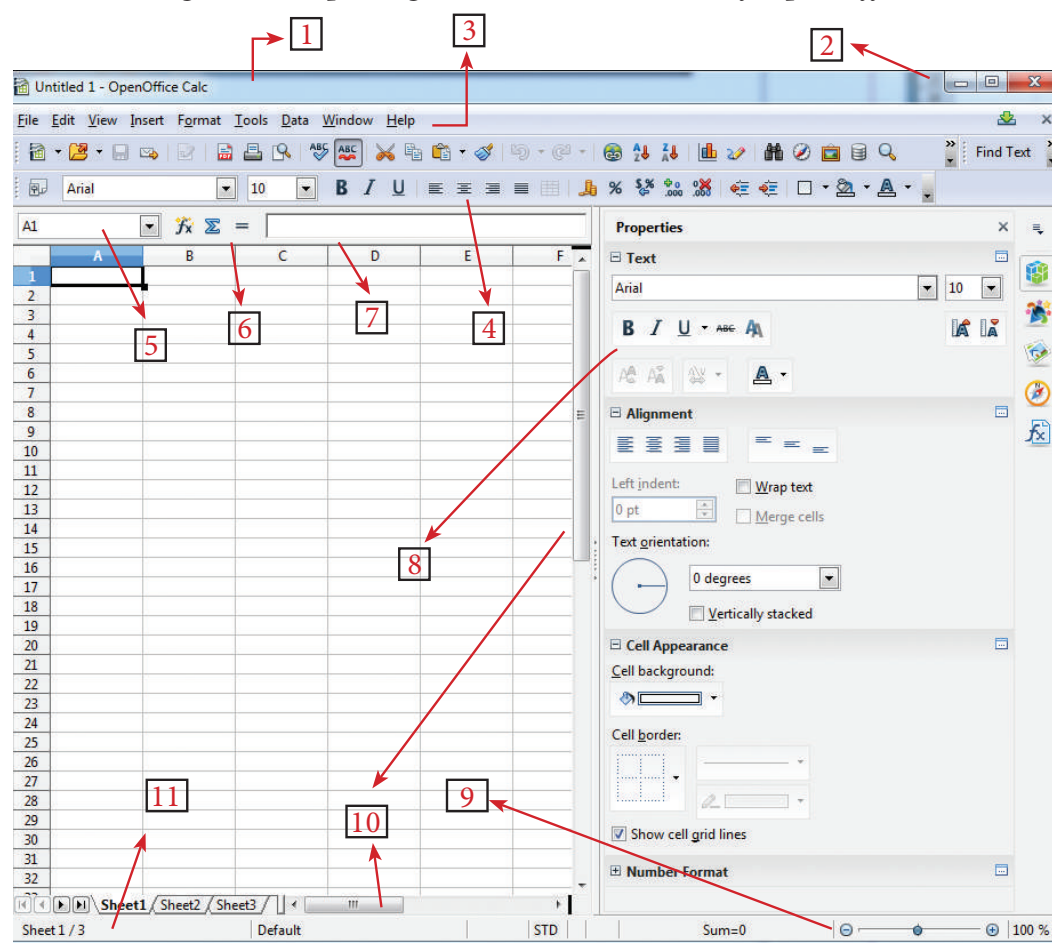 1
3
2
Untitled 1 - OpenOffice Calc
File Edit View Insert Format Tools Data Window Help
ABC ABC Find Text
Arial 10 B I U
A1 fx Σ =
Properties
A B C D E F
Text
1
Arial 10
2
3
7
4
5 6 4
B I U ABC
5
6
7
8
Alignment
9
10
11
Left indent:
Wrap text
12
0 pt
13
Merge cells
14
Text orientation:
15
8
16
0 degrees
17
18
Vertically stacked
19
20
Cell Appearance
21
Cell background:
22
23
24
Cell border:
25
26
27
28
11 9
29
10
30
Show cell grid lines
31
32
Number Format
Sheet1 Sheet2 Sheet3
Sheet 1 / 3 Default STD Sum=0 100 %